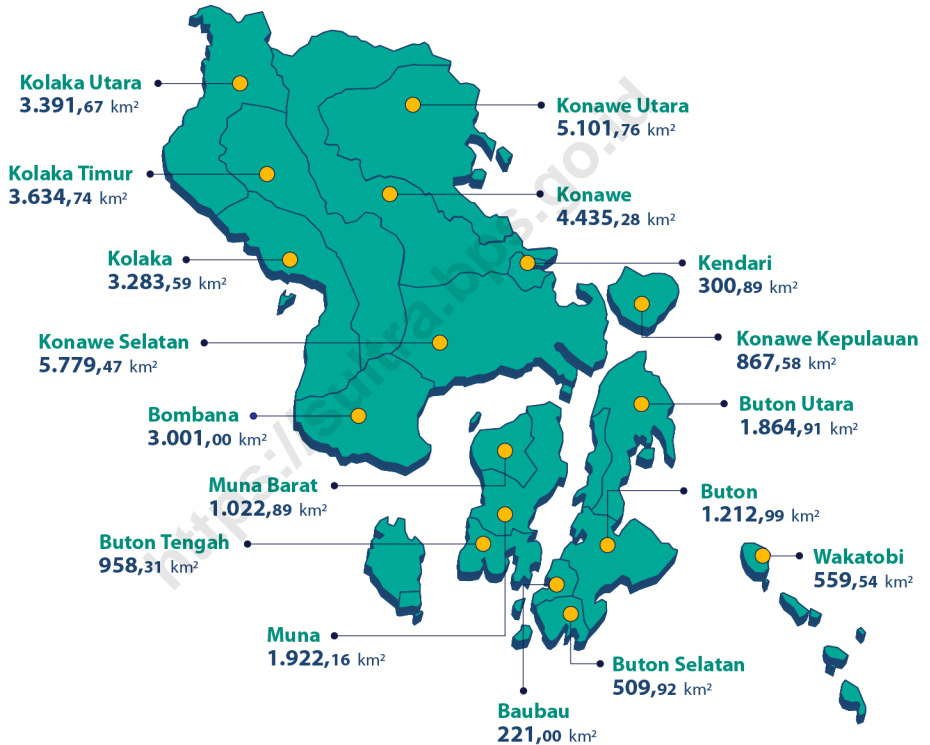 Kolaka Utara
3.391,67 km²
Konawe Utara
5.101,76 km²
Kolaka Timur
3.634,74 km²
Konawe
4.435,28 km²
Kolaka
3.283,59 km²
Kendari
300,89 km²
Konawe Selatan
5.779,47 km²
Konawe Kepulauan
867,58 km²
Bombana
3.001,00 km²
Buton Utara
1.864,91 km²
Muna Barat
1.022,89 km²
Buton
1.212,99 km²
Buton Tengah
958,31 km²
Wakatobi
559,54 km²
Muna
1.922,16 km²
Buton Selatan
509,92 km²
Baubau
221,00 km²
https://sultra.bps.go.id